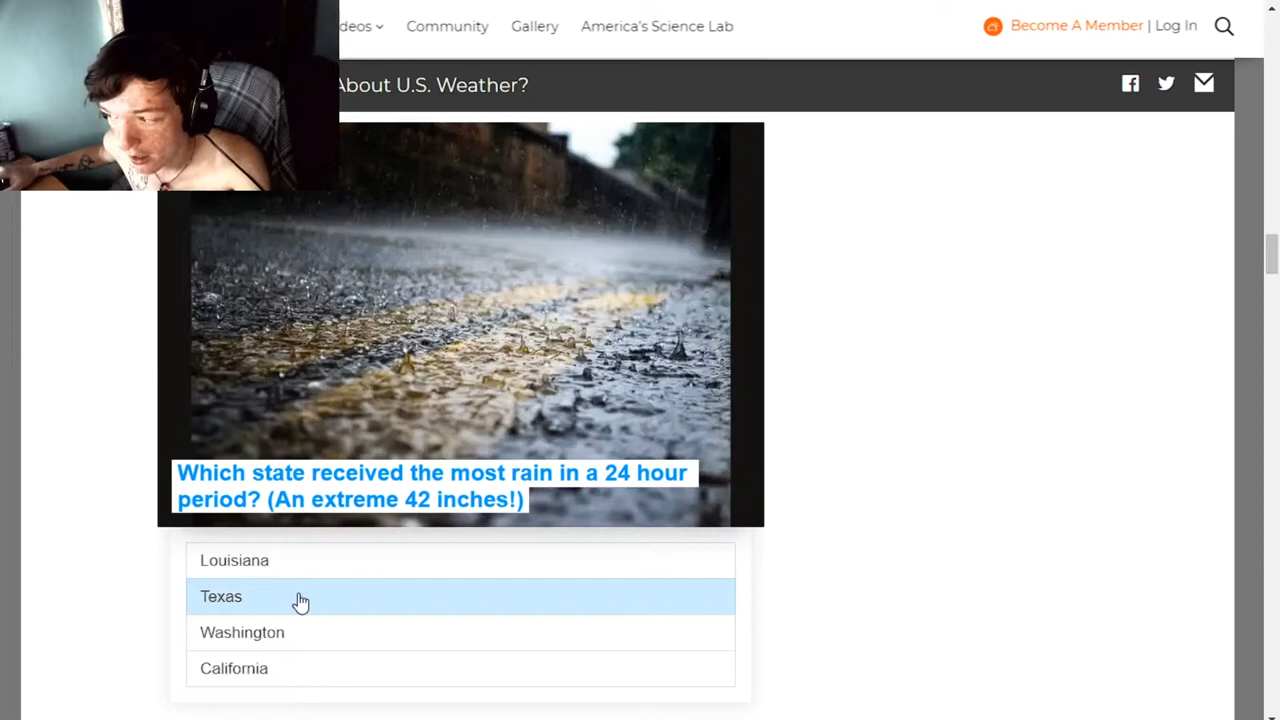 deos Community Gallery America's Science Lab Become A Member | Log In
About U.S. Weather?
Which state received the most rain in a 24 hour
period? (An extreme 42 inches!)
Louisiana
Texas
Washington
California